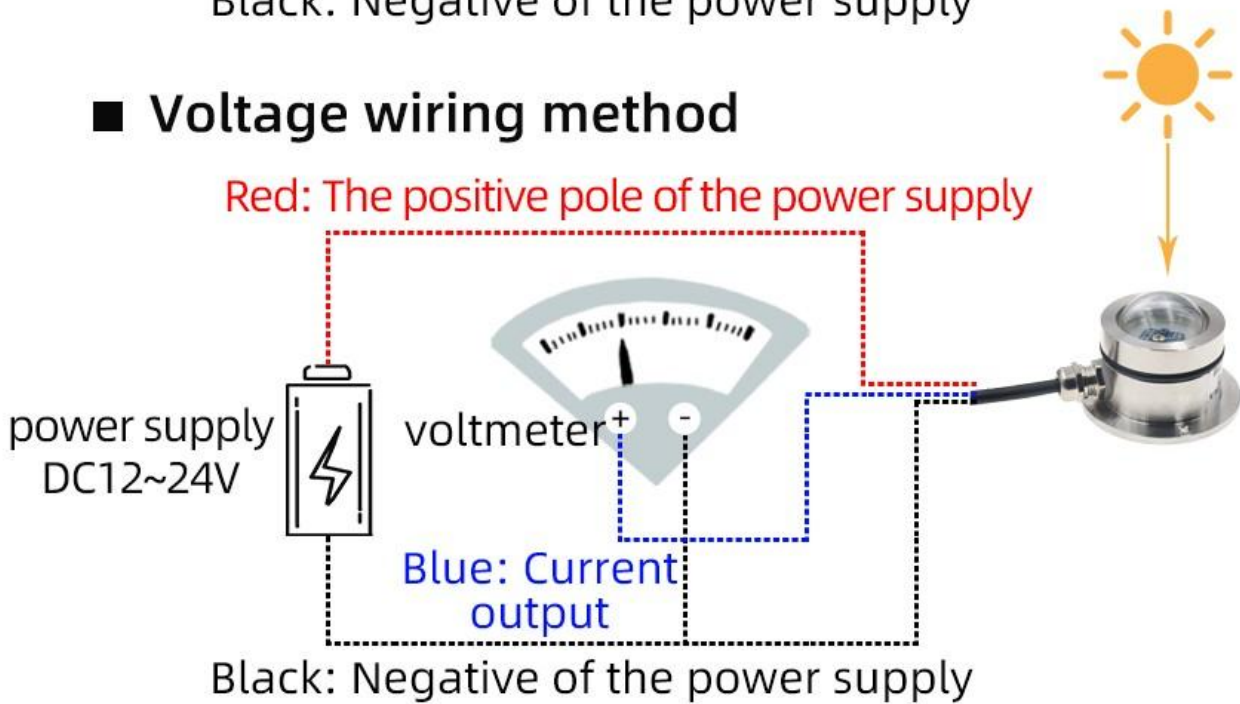 Black: Negative of the power supply
■ Voltage wiring method
Red: The positive pole of the power supply
power supply
DC12~24V
voltmeter
+ -
Blue: Current
output
Black: Negative of the power supply